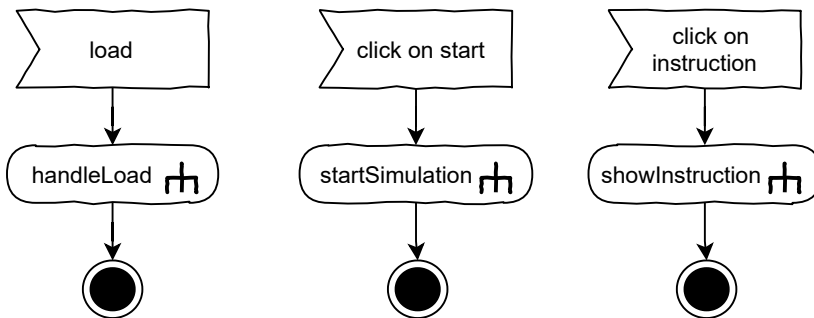 load
click on start
click on
instruction
handleLoad
startSimulation
showInstruction